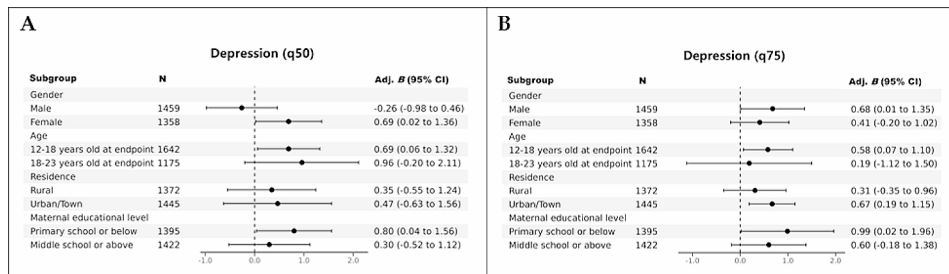 A
Depression (q50)
Subgroup N Adj. B (95% CI)
Gender
Male 1459 -0.26 (-0.98 to 0.46)
Female 1358 0.69 (0.02 to 1.36)
Age
12-18 years old at endpoint 1642 0.69 (0.06 to 1.32)
18-23 years old at endpoint 1175 0.96 (-0.20 to 2.11)
Residence
Rural 1372 0.35 (-0.55 to 1.24)
Urban/Town 1445 0.47 (-0.63 to 1.56)
Maternal educational level
Primary school or below 1395 0.80 (0.04 to 1.56)
Middle school or above 1422 0.30 (-0.52 to 1.12)
-1.0 0.0 1.0 2.0
B
Depression (q75)
Subgroup N Adj. B (95% CI)
Gender
Male 1459 0.68 (0.01 to 1.35)
Female 1358 0.41 (-0.20 to 1.02)
Age
12-18 years old at endpoint 1642 0.58 (0.07 to 1.10)
18-23 years old at endpoint 1175 0.19 (-1.12 to 1.50)
Residence
Rural 1372 0.31 (-0.35 to 0.96)
Urban/Town 1445 0.67 (0.19 to 1.15)
Maternal educational level
Primary school or below 1395 0.99 (0.02 to 1.96)
Middle school or above 1422 0.60 (-0.18 to 1.38)
-1.0 0.0 1.0 2.0